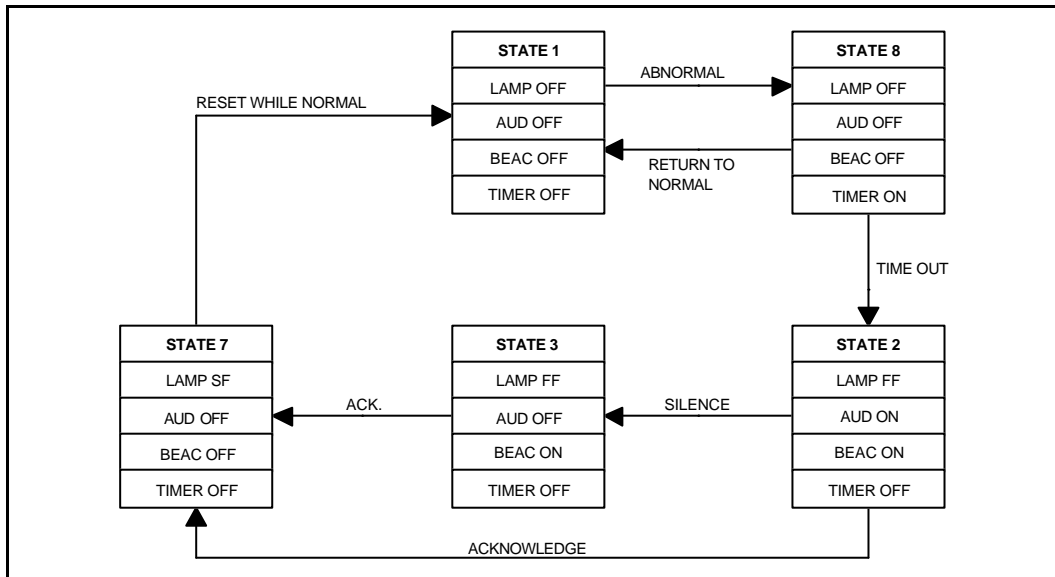 STATE 1
LAMP OFF
AUD OFF
BEAC OFF
TIMER OFF
ABNORMAL
RETURN TO
NORMAL
STATE 8
LAMP OFF
AUD OFF
BEAC OFF
TIMER ON
RESET WHILE NORMAL
TIME OUT
STATE 7
LAMP SF
AUD OFF
BEAC OFF
TIMER OFF
ACK.
STATE 3
LAMP FF
AUD OFF
BEAC ON
TIMER OFF
SILENCE
STATE 2
LAMP FF
AUD ON
BEAC ON
TIMER OFF
ACKNOWLEDGE